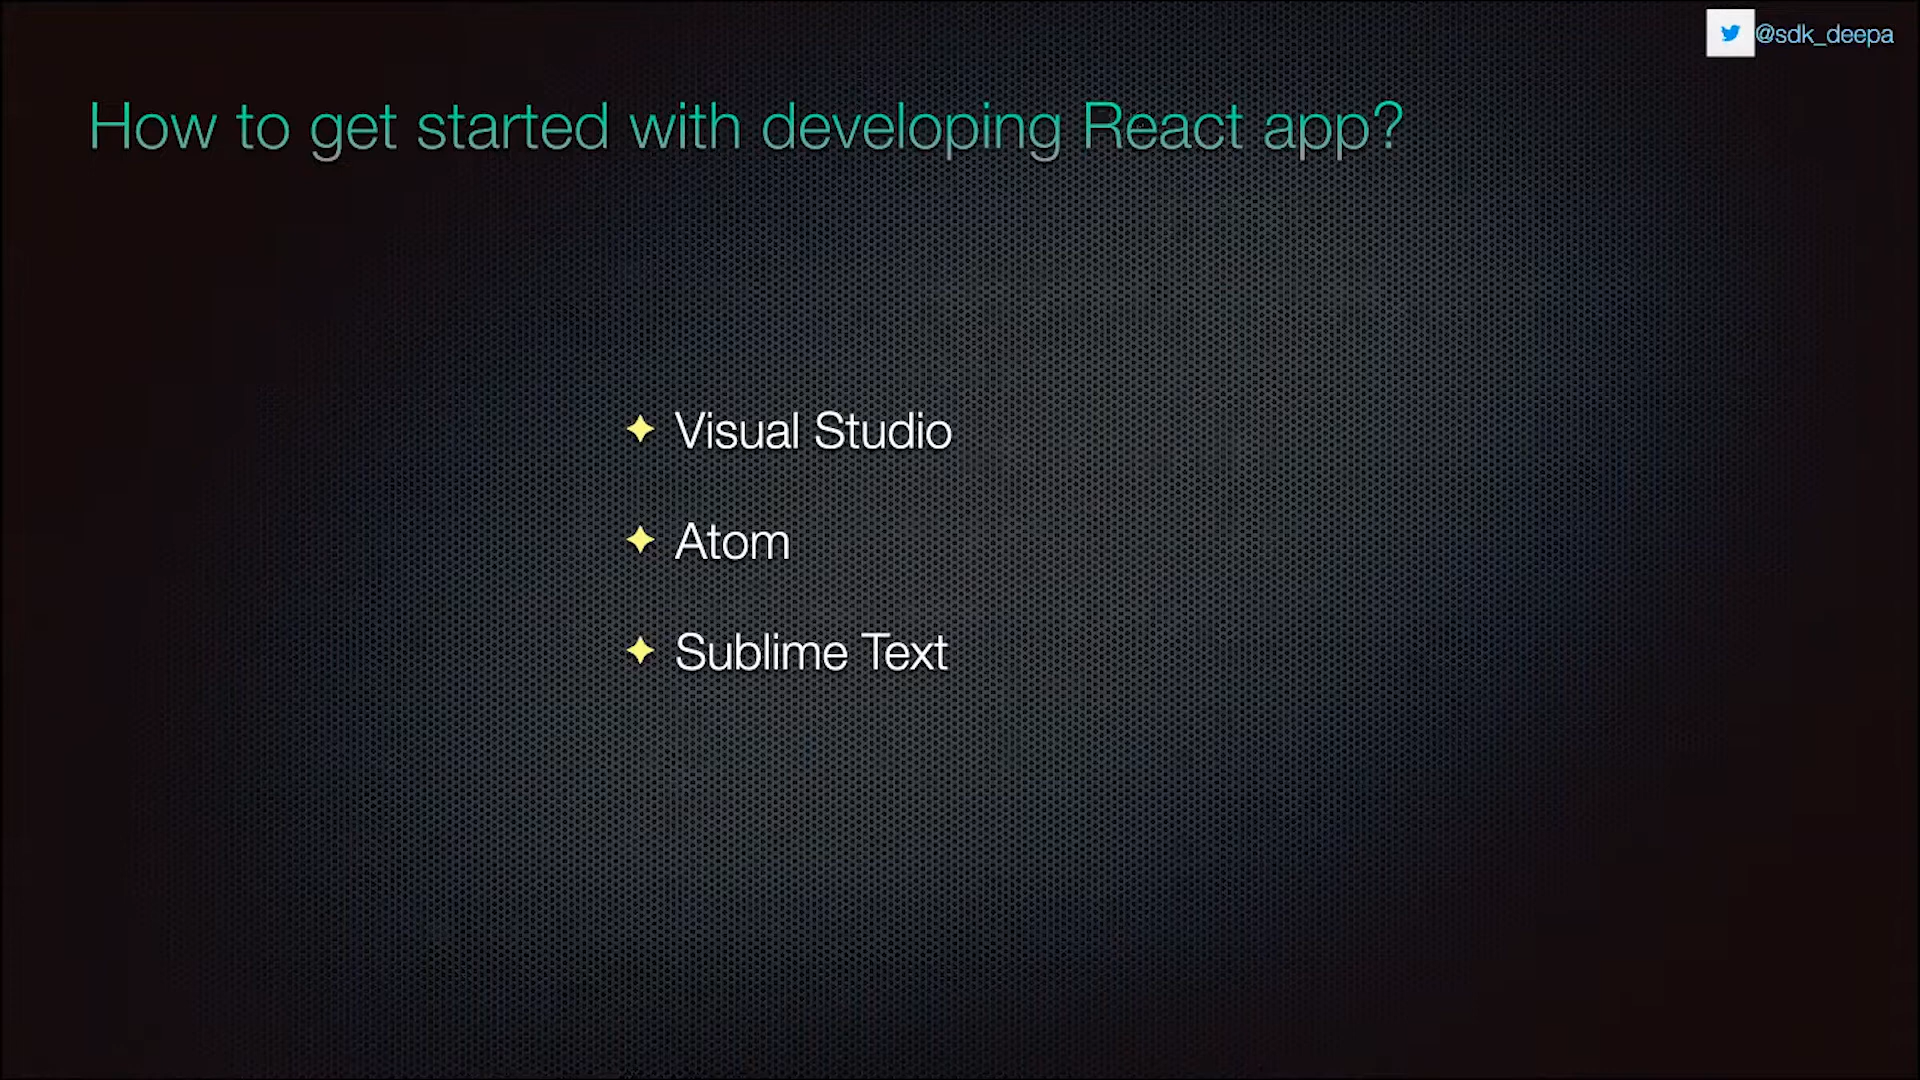 @sdk_deepa
How to get started with developing React app?
Visual Studio
Atom
Sublime Text